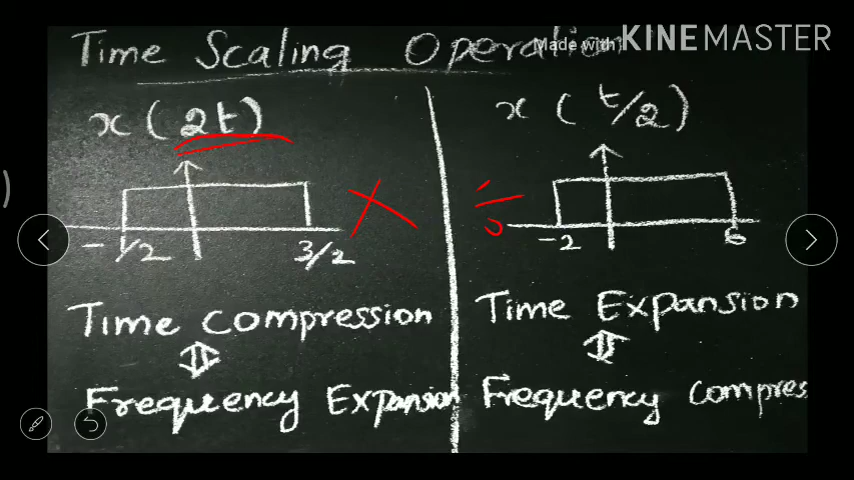 Time Scaling Operation
Made with KINEMASTER
x (2t)
-1/2 3/2
Time compression
Frequency Expansion
x (t/2)
-2 6
Time Expansion
Frequency compres